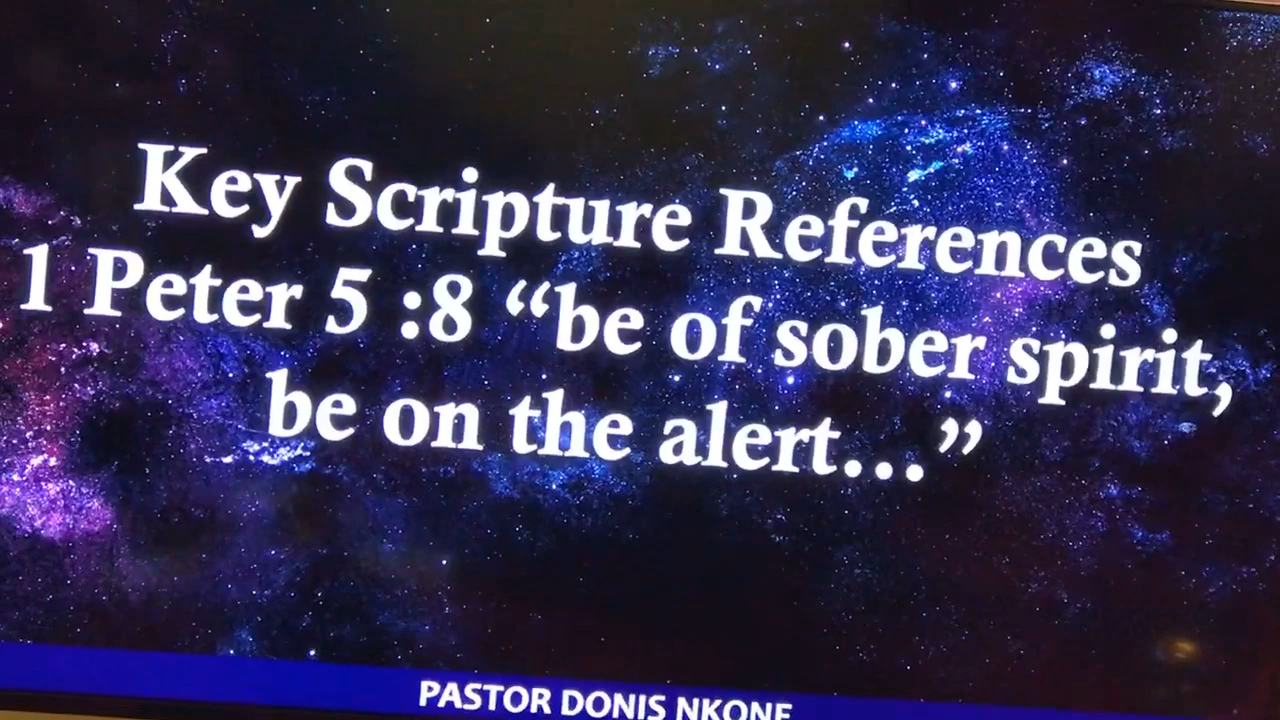 Key Scripture References
1 Peter 5 :8 “be of sober spirit,
be on the alert...”
PASTOR DONIS NKONE